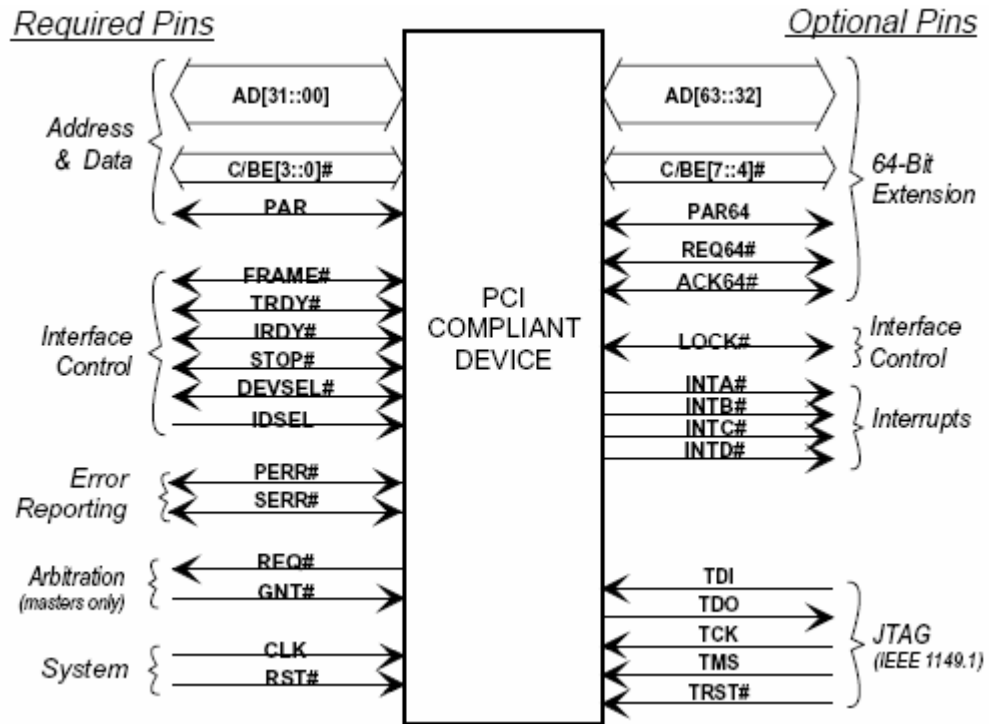 Required Pins
Optional Pins
Address
& Data
AD[31::00]
C/BE[3::0]#
PAR
Interface
Control
FRAME#
TRDY#
IRDY#
STOP#
DEVSEL#
IDSEL
Error
Reporting
PERR#
SERR#
Arbitration
(masters only)
REQ#
GNT#
System
CLK
RST#
PCI
COMPLIANT
DEVICE
AD[63::32]
C/BE[7::4]#
PAR64
REQ64#
ACK64#
64-Bit
Extension
LOCK#
Interface
Control
INTA#
INTB#
INTC#
INTD#
Interrupts
TDI
TDO
TCK
TMS
TRST#
JTAG
(IEEE 1149.1)